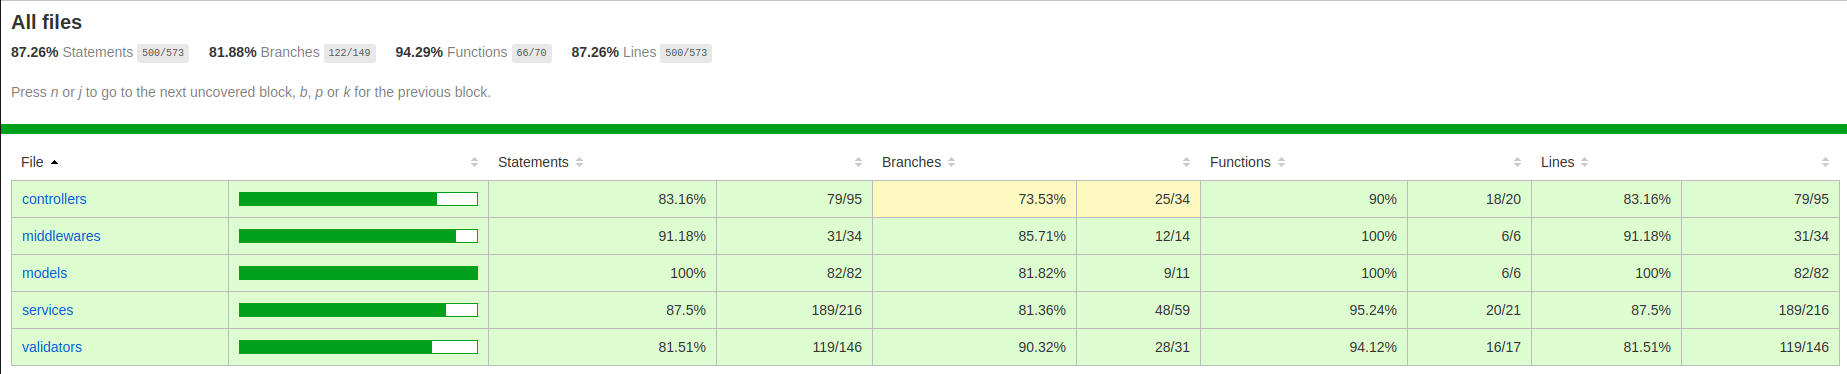 All files
87.26% Statements 500/573 81.88% Branches 122/149 94.29% Functions 66/70 87.26% Lines 500/573
Press n or j to go to the next uncovered block, b, p or k for the previous block.
File Statements Branches Functions Lines
controllers 83.16% 79/95 73.53% 25/34 90% 18/20 83.16% 79/95
middlewares 91.18% 31/34 85.71% 12/14 100% 6/6 91.18% 31/34
models 100% 82/82 81.82% 9/11 100% 6/6 100% 82/82
services 87.5% 189/216 81.36% 48/59 95.24% 20/21 87.5% 189/216
validators 81.51% 119/146 90.32% 28/31 94.12% 16/17 81.51% 119/146